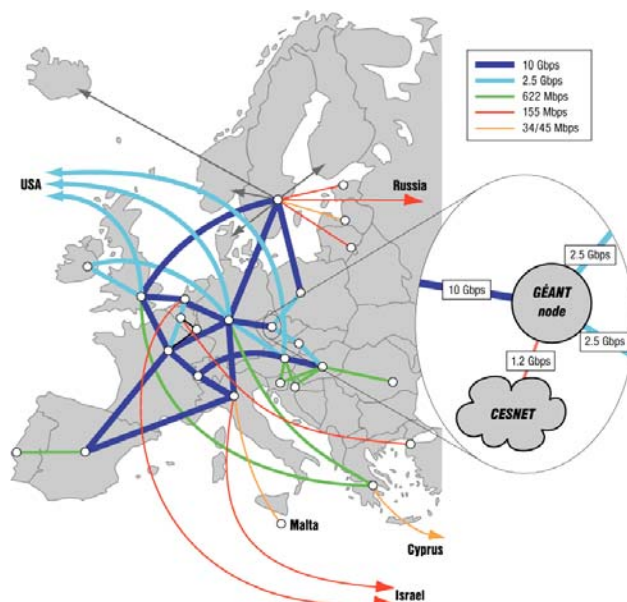 10 Gbps
2.5 Gbps
622 Mbps
155 Mbps
34/45 Mbps
USA
Russia
2.5 Gbps
10 Gbps
GÉANT
node
2.5 Gbps
1.2 Gbps
CESNET
Malta
Cyprus
Israel